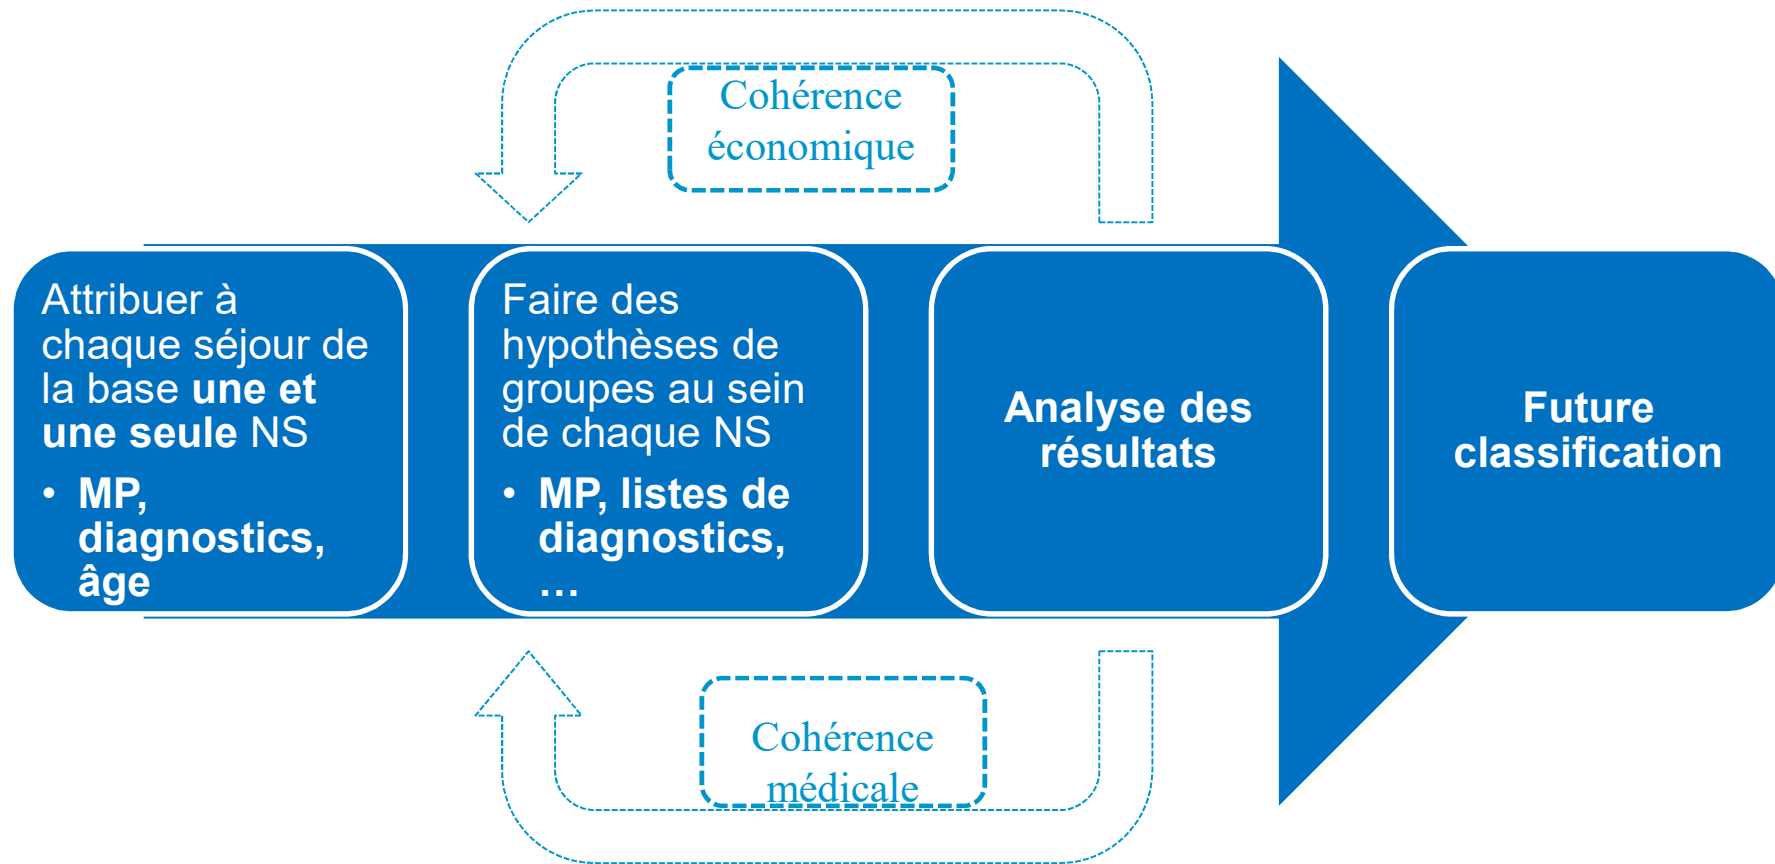 Cohérence
économique
Attribuer à
chaque séjour de
la base une et
une seule NS
• MP,
diagnostics,
âge
Faire des
hypothèses de
groupes au sein
de chaque NS
• MP, listes de
diagnostics,
…
Analyse des
résultats
Future
classification
Cohérence
médicale